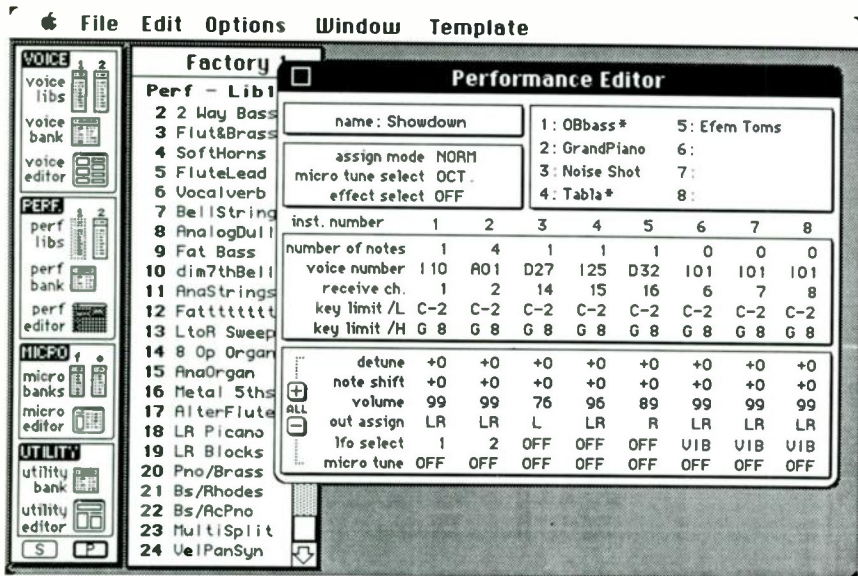 File Edit Options Window Template
VOICE
1 2
voice libs
voice bank
voice editor
PERF.
1 2
perf libs
perf bank
perf editor
MICRO
f e
micro banks
micro editor
UTILITY
utility bank
utility editor
S P
Factory
Perf - Lib1
2 2 Way Bass
3 Flut&Brass
4 SoftHorns
5 FluteLead
6 Vocalverb
7 BellString
8 AnalogDull
9 Fat Bass
10 dim7thBell
11 AnaStrings
12 Fatttttttt
13 LtoR Sweep
14 8 Op Organ
15 AnaOrgan
16 Metal 5ths
17 AlterFlute
18 LR Picano
19 LR Blocks
20 Pno/Brass
21 Bs/Rhodes
22 Bs/AcPno
23 MultiSplit
24 VelPanSyn
Performance Editor
name: Showdown
assign mode NORM
micro tune select OCT.
effect select OFF
1: OBbass* 5: Efem Toms
2: GrandPiano 6:
3: Noise Shot 7:
4: Tabla* 8:
inst. number 1 2 3 4 5 6 7 8
number of notes 1 4 1 1 1 0 0 0
voice number I10 A01 D27 I25 D32 I01 I01 I01
receive ch. 1 2 14 15 16 6 7 8
key limit /L C-2 C-2 C-2 C-2 C-2 C-2 C-2 C-2
key limit /H G 8 G 8 G 8 G 8 G 8 G 8 G 8 G 8
detune +0 +0 +0 +0 +0 +0 +0 +0
note shift +0 +0 +0 +0 +0 +0 +0 +0
volume 99 99 76 96 89 99 99 99
out assign LR LR L LR R LR LR LR
lfo select 1 2 OFF OFF OFF VIB VIB VIB
micro tune OFF OFF OFF OFF OFF OFF OFF OFF
+
ALL
-